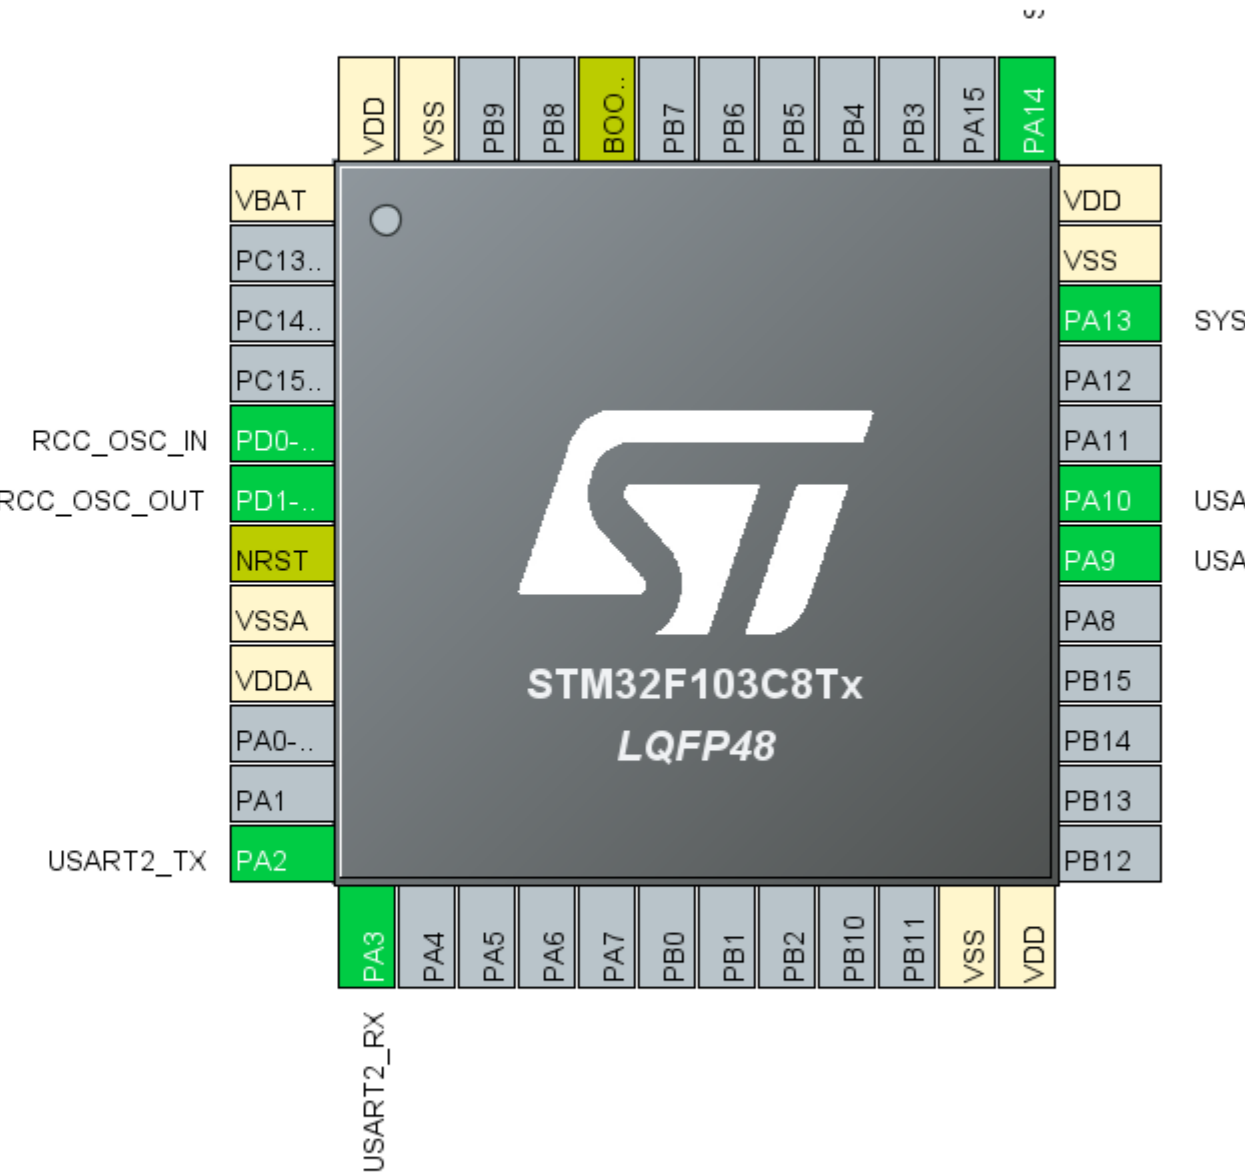 VDD
VSS
PB9
PB8
BOO..
PB7
PB6
PB5
PB4
PB3
PA15
PA14
VBAT
PC13..
PC14..
PC15..
RCC_OSC_IN PD0-..
RCC_OSC_OUT PD1-..
NRST
VSSA
VDDA
PA0-..
PA1
USART2_TX PA2
VDD
VSS
PA13 SYS
PA12
PA11
PA10 USA
PA9 USA
PA8
PB15
PB14
PB13
PB12
ST
STM32F103C8Tx
LQFP48
PA3
PA4
PA5
PA6
PA7
PB0
PB1
PB2
PB10
PB11
VSS
VDD
USART2_RX